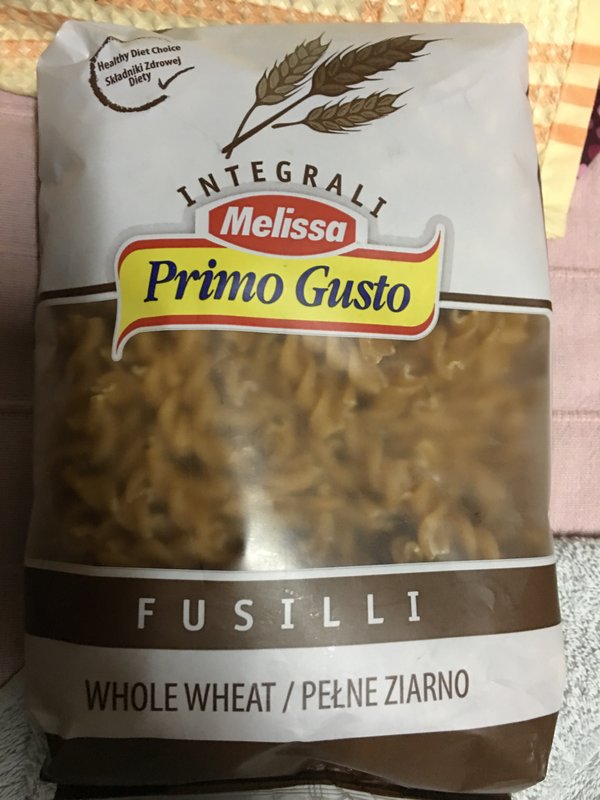 Healthy Diet Choice
Składniki Zdrowej
Diety
INTEGRALI
Melissa
Primo Gusto
FUSILLI
WHOLE WHEAT / PEŁNE ZIARNO